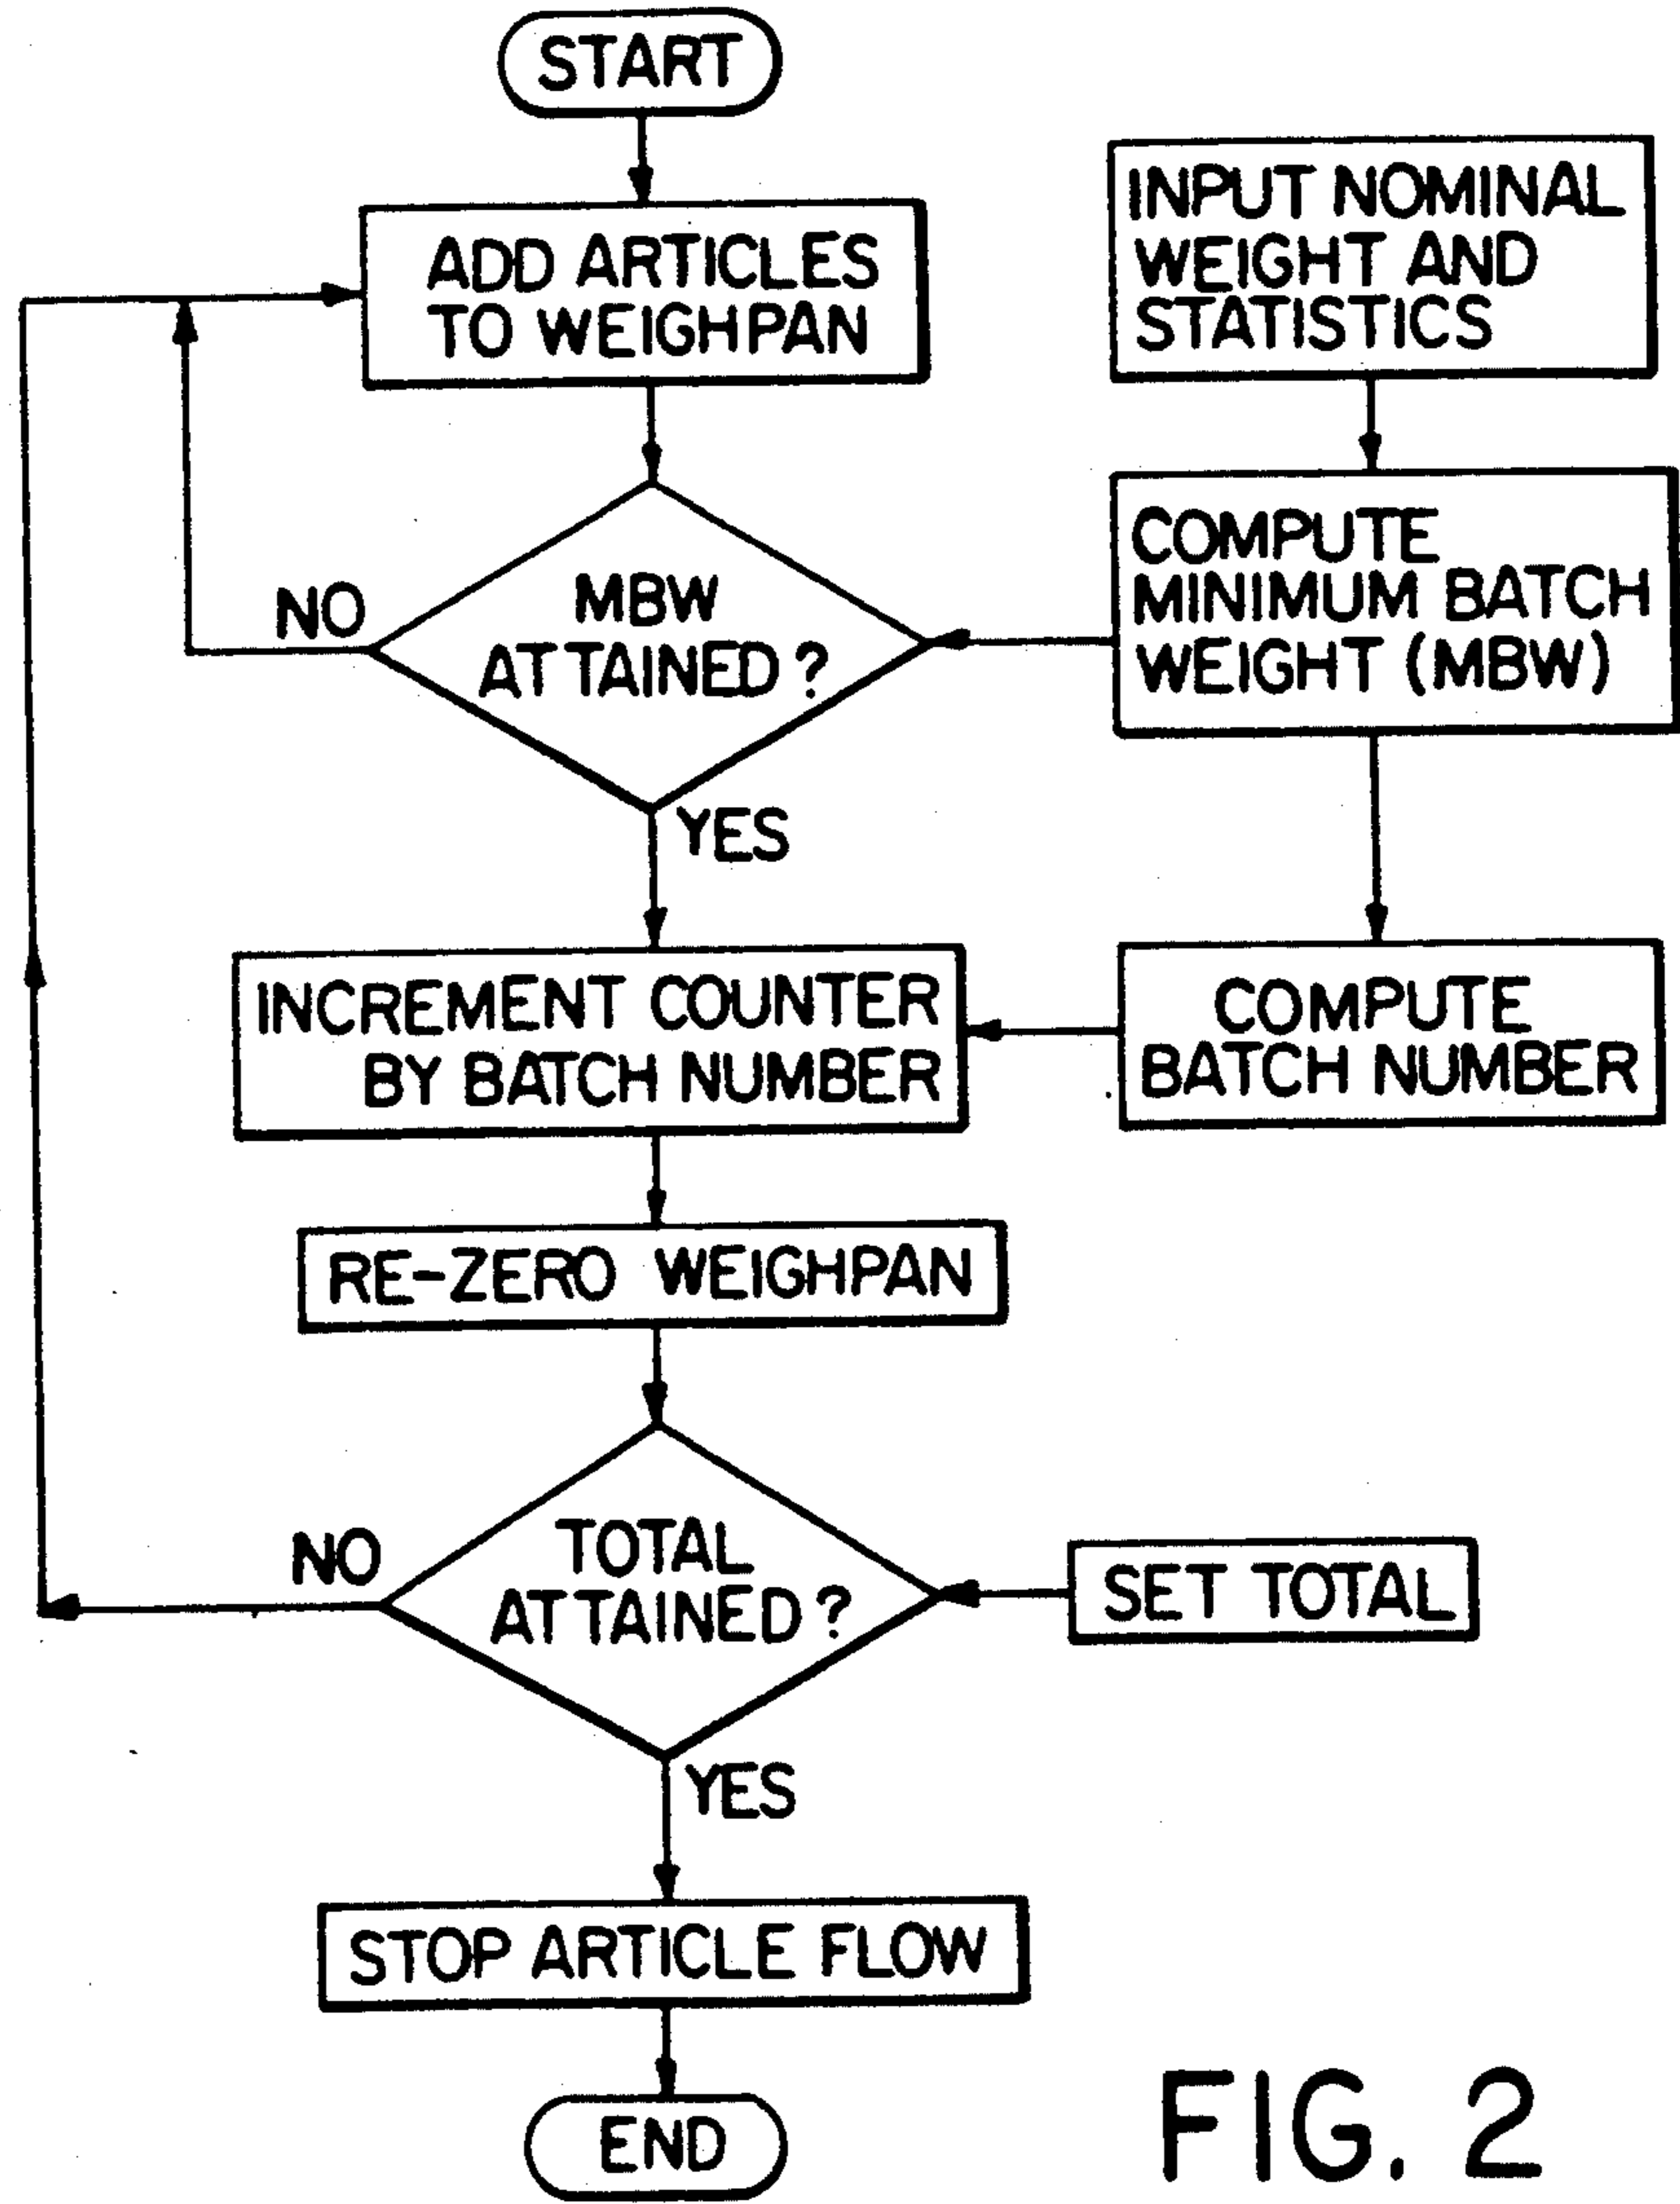 START
ADD ARTICLES
TO WEIGHPAN
INPUT NOMINAL
WEIGHT AND
STATISTICS
MBW
ATTAINED?
NO
YES
COMPUTE
MINIMUM BATCH
WEIGHT (MBW)
INCREMENT COUNTER
BY BATCH NUMBER
COMPUTE
BATCH NUMBER
RE-ZERO WEIGHPAN
TOTAL
ATTAINED?
NO
YES
SET TOTAL
STOP ARTICLE FLOW
END
FIG. 2